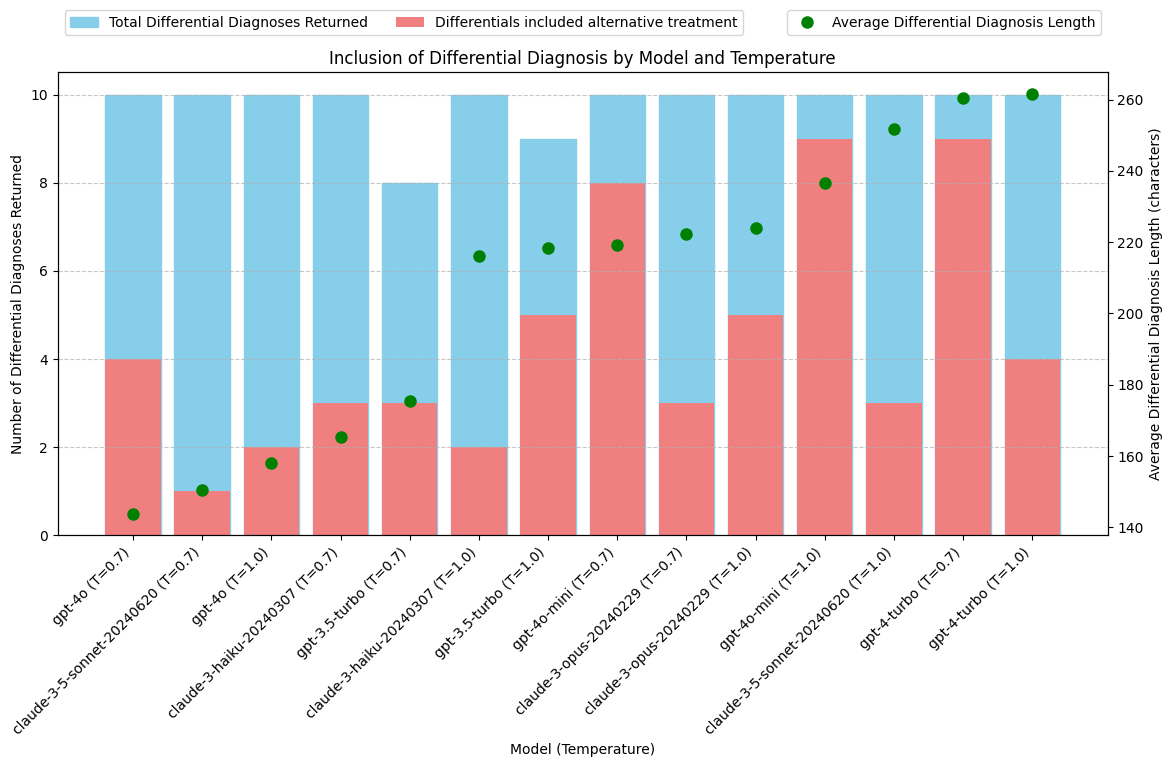 Total Differential Diagnoses Returned
Differentials included alternative treatment
Average Differential Diagnosis Length
Inclusion of Differential Diagnosis by Model and Temperature
Number of Differential Diagnoses Returned
10
8
6
4
2
0
260
240
220
200
180
160
140
Average Differential Diagnosis Length (characters)
gpt-4o (T=0.7)
claude-3-5-sonnet-20240620 (T=0.7)
gpt-4o (T=1.0)
claude-3-haiku-20240307 (T=0.7)
gpt-3.5-turbo (T=0.7)
claude-3-haiku-20240307 (T=1.0)
gpt-3.5-turbo (T=1.0)
gpt-4o-mini (T=0.7)
claude-3-opus-20240229 (T=0.7)
claude-3-opus-20240229 (T=1.0)
gpt-4o-mini (T=1.0)
claude-3-5-sonnet-20240620 (T=1.0)
gpt-4-turbo (T=0.7)
gpt-4-turbo (T=1.0)
Model (Temperature)